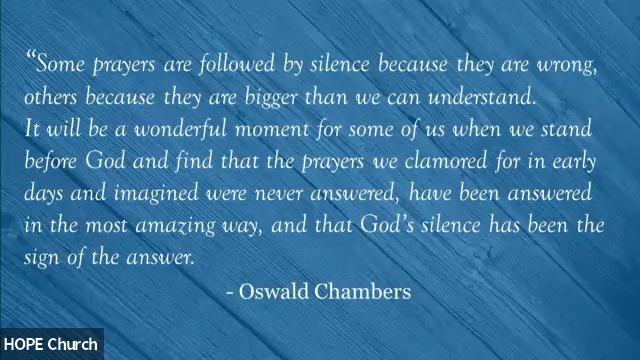 “Some prayers are followed by silence because they are wrong,
others because they are bigger than we can understand.
It will be a wonderful moment for some of us when we stand
before God and find that the prayers we clamored for in early
days and imagined were never answered, have been answered
in the most amazing way, and that God’s silence has been the
sign of the answer.
- Oswald Chambers
HOPE Church